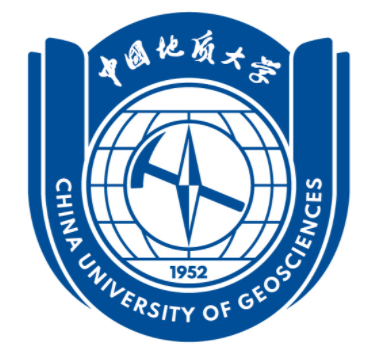 中国地质大学
1952
CHINA UNIVERSITY OF GEOSCIENCES